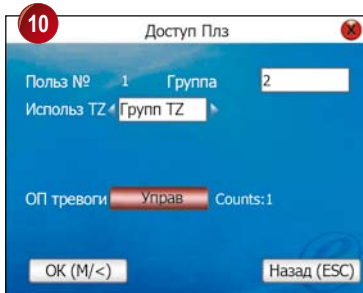 10
Доступ Плз
Польз № 1 Группа 2
Использ TZ Групп TZ
ОП тревоги Управ Counts:1
ОК (M/<) Назад (ESC)